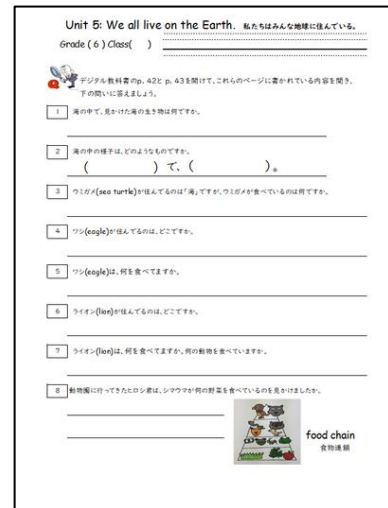 Unit 5: We all live on the Earth. 私たちはみんな地球に住んでいる。
Grade ( 6 ) Class( )
デジタル教科書のp. 42と p. 43を開けて、これらのページに書かれている内容を聞き、
下の問いに答えましょう。
1 海の中で、見かけた海の生き物は何ですか。
2 海の中の様子は、どのようなものですか。
( ) で、( )。
3 ウミガメ(sea turtle)が住んでるのは「海」ですが、ウミガメが食べているのは何ですか。
4 ワシ(eagle)が住んでるのは、どこですか。
5 ワシ(eagle)は、何を食べてますか。
6 ライオン(lion)が住んでるのは、どこですか。
7 ライオン(lion)は、何を食べてますか。何の動物を食べていますか。
8 動物園に行ってきたヒロシ君は、シマウマが何の野菜を食べているのを見かけましたか。
food chain
食物連鎖